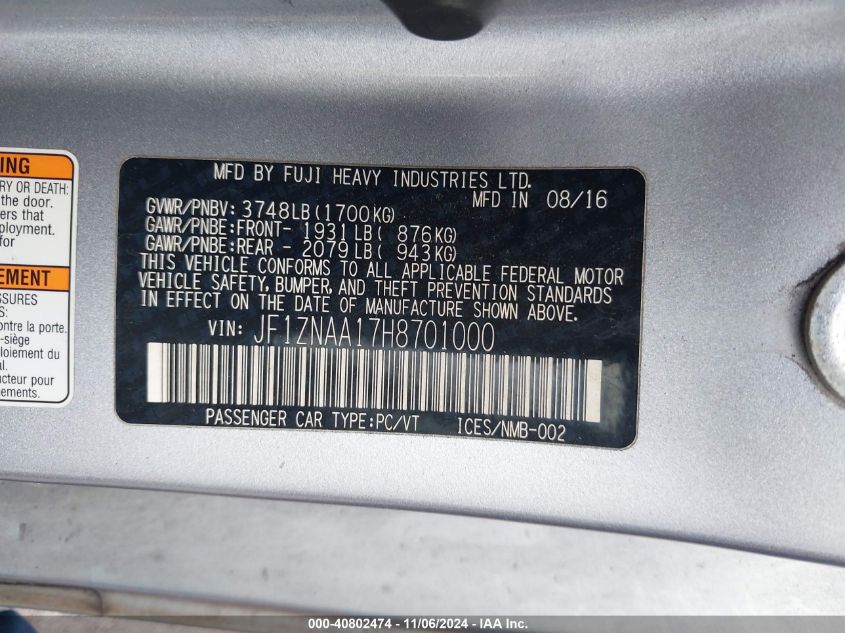 ING
RY OR DEATH:
the door.
ers that
ployment.
for
EMENT
SSURES
S:
contre la porte.
-siège
ploiement du
al.
ucteur pour
nements.
MFD BY FUJI HEAVY INDUSTRIES LTD.
MFD IN 08/16
GVWR/PNBV: 3748LB(1700KG)
GAWR/PNBE:FRONT- 1931LB( 876KG)
GAWR/PNBE:REAR - 2079LB( 943KG)
THIS VEHICLE CONFORMS TO ALL APPLICABLE FEDERAL MOTOR
VEHICLE SAFETY, BUMPER, AND THEFT PREVENTION STANDARDS
IN EFFECT ON THE DATE OF MANUFACTURE SHOWN ABOVE.
VIN: JF1ZNAA17H8701000
PASSENGER CAR TYPE:PC/VT ICES/NMB-002
000-40802474 - 11/06/2024 - IAA Inc.